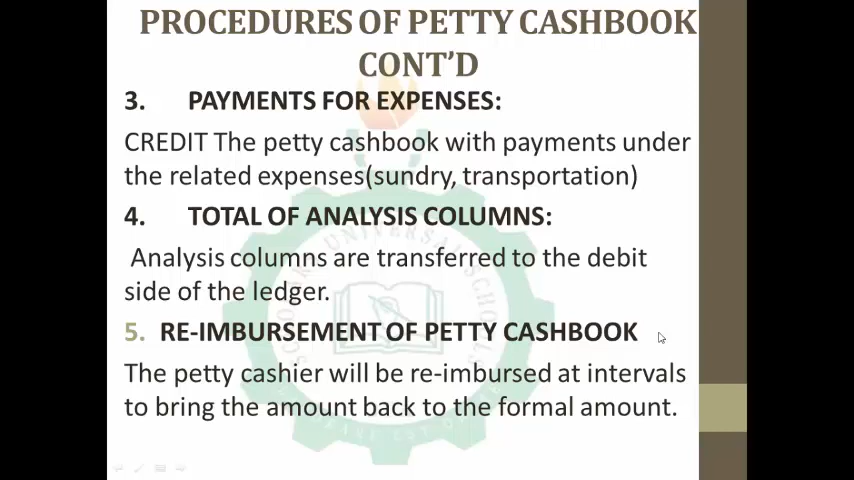 PROCEDURES OF PETTY CASHBOOK
CONT’D
3. PAYMENTS FOR EXPENSES:
CREDIT The petty cashbook with payments under
the related expenses(sundry, transportation)
4. TOTAL OF ANALYSIS COLUMNS:
Analysis columns are transferred to the debit
side of the ledger.
5. RE-IMBURSEMENT OF PETTY CASHBOOK
The petty cashier will be re-imbursed at intervals
to bring the amount back to the formal amount.